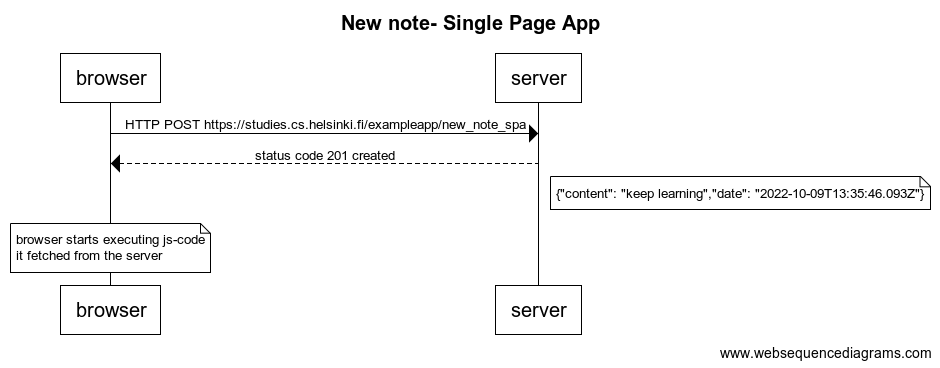 New note- Single Page App
browser
server
HTTP POST https://studies.cs.helsinki.fi/exampleapp/new_note_spa
status code 201 created
{"content": "keep learning","date": "2022-10-09T13:35:46.093Z"}
browser starts executing js-code
it fetched from the server
browser
server
www.websequencediagrams.com